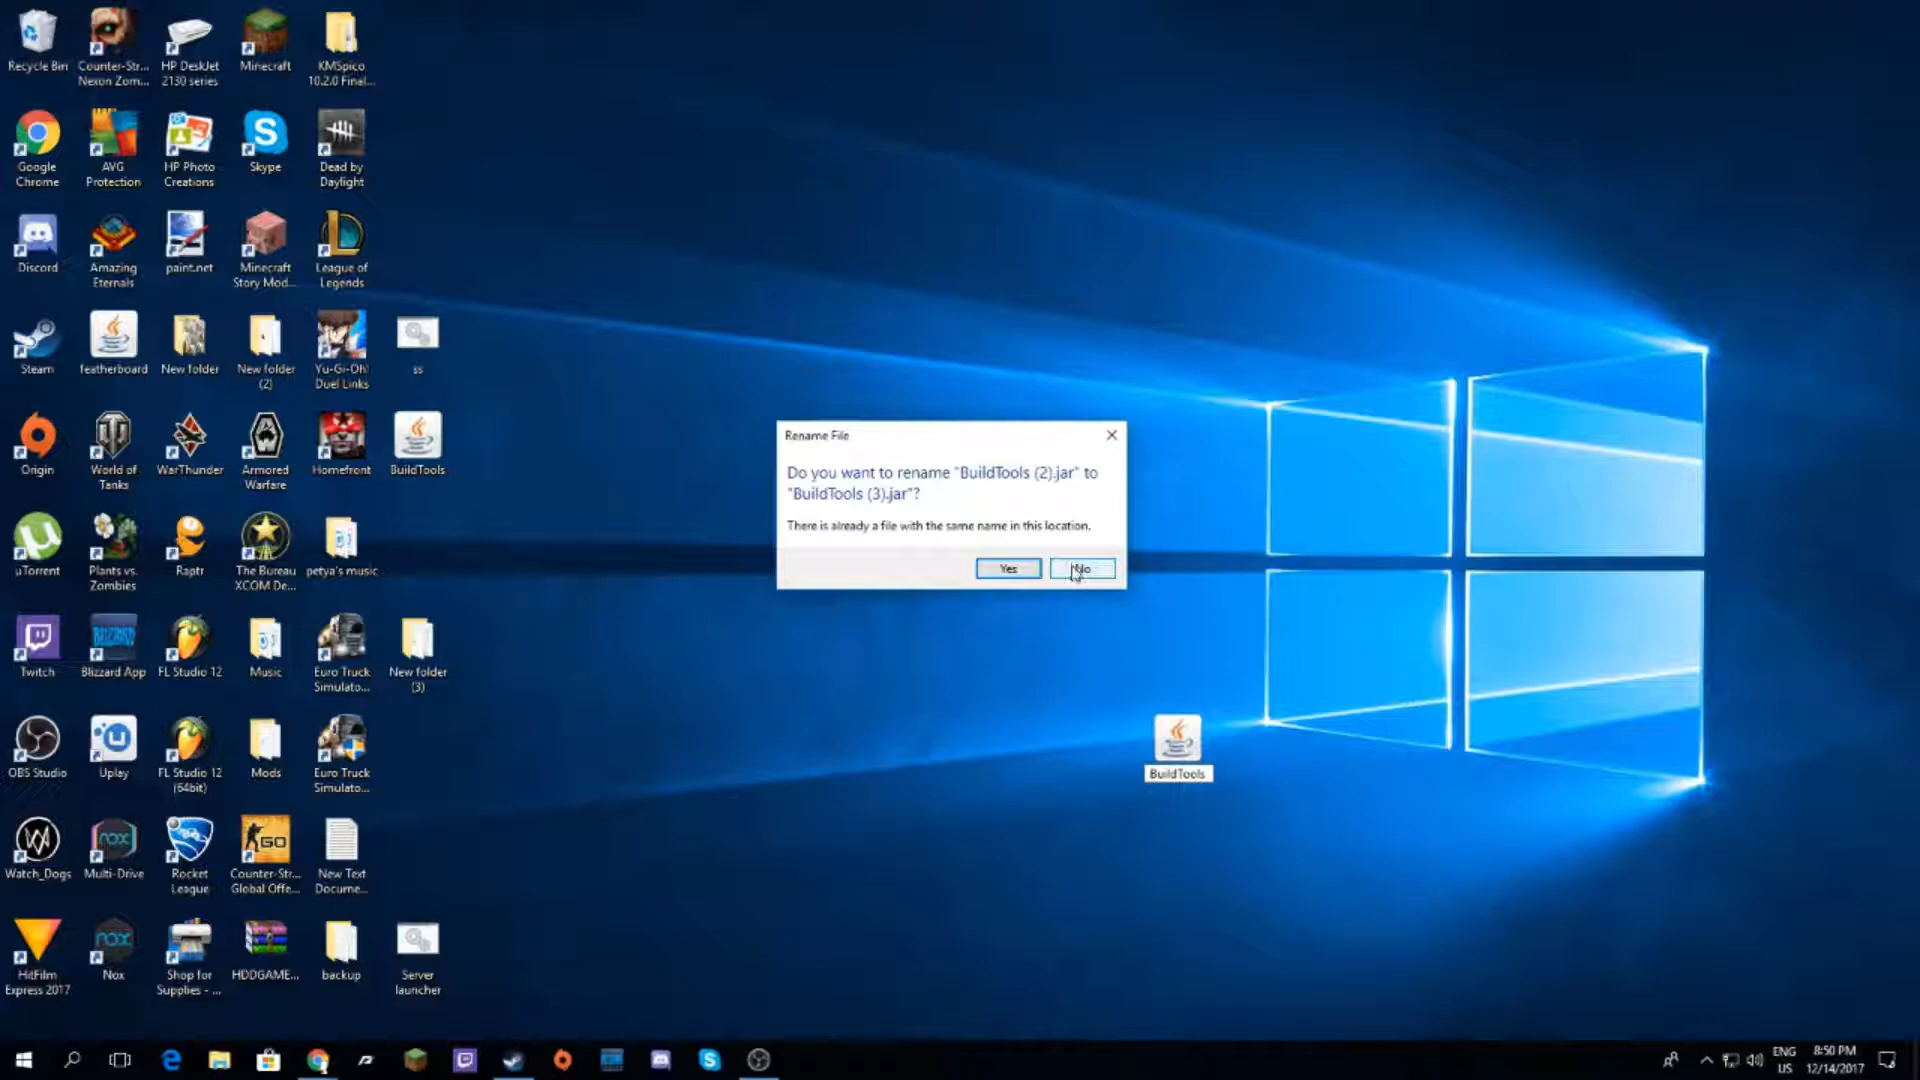 Recycle Bin
Counter-Str...
Nexon Zom...
HP DeskJet
2130 series
Minecraft
KMSpico
10.2.0 Final...
Google
Chrome
AVG
Protection
HP Photo
Creations
Skype
Dead by
Daylight
Discord
Amazing
Eternals
paint.net
Minecraft
Story Mod...
League of
Legends
Steam
featherboard
New folder
New folder
(2)
Yu-Gi-Oh!
Duel Links
ss
Origin
World of
Tanks
WarThunder
Armored
Warfare
Homefront
BuildTools
µTorrent
Plants vs.
Zombies
Raptr
The Bureau
XCOM De...
petya's music
Twitch
Blizzard App
FL Studio 12
Music
Euro Truck
Simulato...
New folder
(3)
OBS Studio
Uplay
FL Studio 12
(64bit)
Mods
Euro Truck
Simulato...
Watch_Dogs
Multi-Drive
Rocket
League
Counter-Str...
Global Offe...
New Text
Docume...
HitFilm
Express 2017
Nox
Shop for
Supplies - ...
HDDGAME...
backup
Server
launcher
Rename File
Do you want to rename "BuildTools (2).jar" to
"BuildTools (3).jar"?
There is already a file with the same name in this location.
Yes
No
BuildTools
ENG
US
8:50 PM
12/14/2017